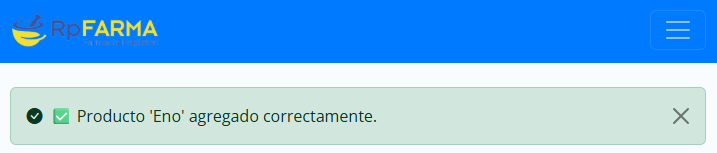 RpFARMA
✅ Producto 'Eno' agregado correctamente.